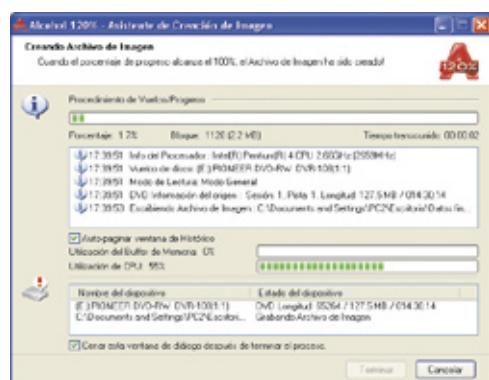 Alcohol 120% - Asistente de Creación de Imagen
Creando Archivo de Imagen
Cuando el porcentaje de progreso alcance el 100%, el Archivo de Imagen ha sido creado!
120%
Procedimiento de Vuelco/Progreso
Porcentaje: 1.7% Bloque: 1120 (2.2 MB) Tiempo transcurrido: 00:00:02
17:39:51 Info del Procesador: Intel(R) Pentium(R) 4 CPU 2.66GHz
17:39:51 Vuelco de disco: (E:) PIONEER DVD-RW DVR-108(1:1)
17:39:51 Modo de Lectura: Modo General
17:39:51 DVD Información del origen : Sesión: 1, Pista: 1, Longitud: 127.5 MB / 014:30:14
17:39:53 Escribiendo Archivo de Imagen: C:\Documents and Settings\PC2\Escritorio\Datos fin...
Auto-paginar ventana de Histórico
Utilización del Buffer de Memoria: 0%
Utilización de CPU: 55%
Nombre del dispositivo Estado del dispositivo
(E:) PIONEER DVD-RW DVR-108(1:1) DVD Longitud: 65264 / 127.5 MB / 014:30:14
C:\Documents and Settings\PC2\Escritori... Grabando Archivo de Imagen
Cerrar esta ventana de diálogo después de terminar el proceso.
Terminar Cancelar